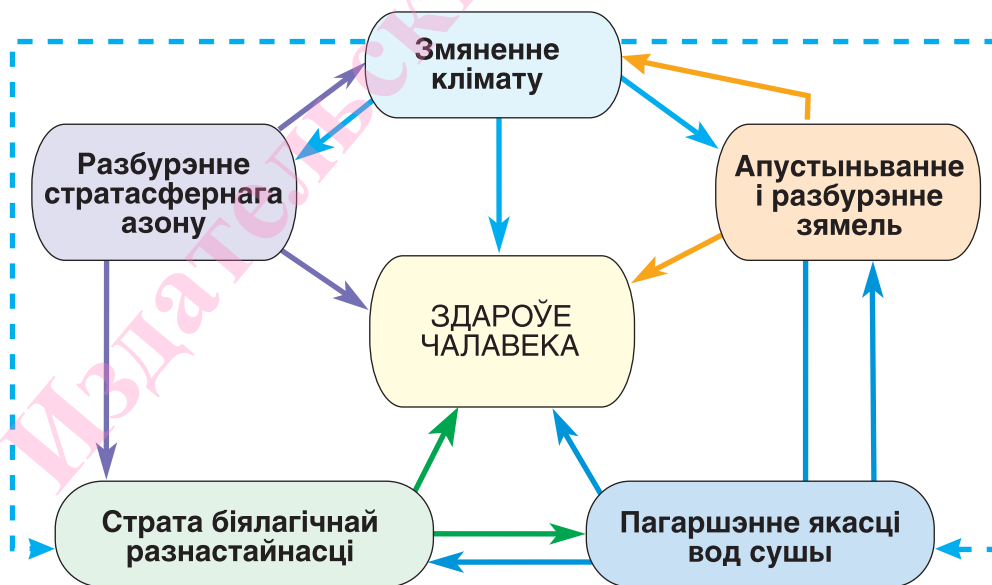 Змяненне
клімату
Разбурэнне
стратасфернага
азону
Апустыньванне
і разбурэнне
зямель
ЗДАРОЎЕ
ЧАЛАВЕКА
Страта біялагічнай
разнастайнасці
Пагаршэнне якасці
вод сушы